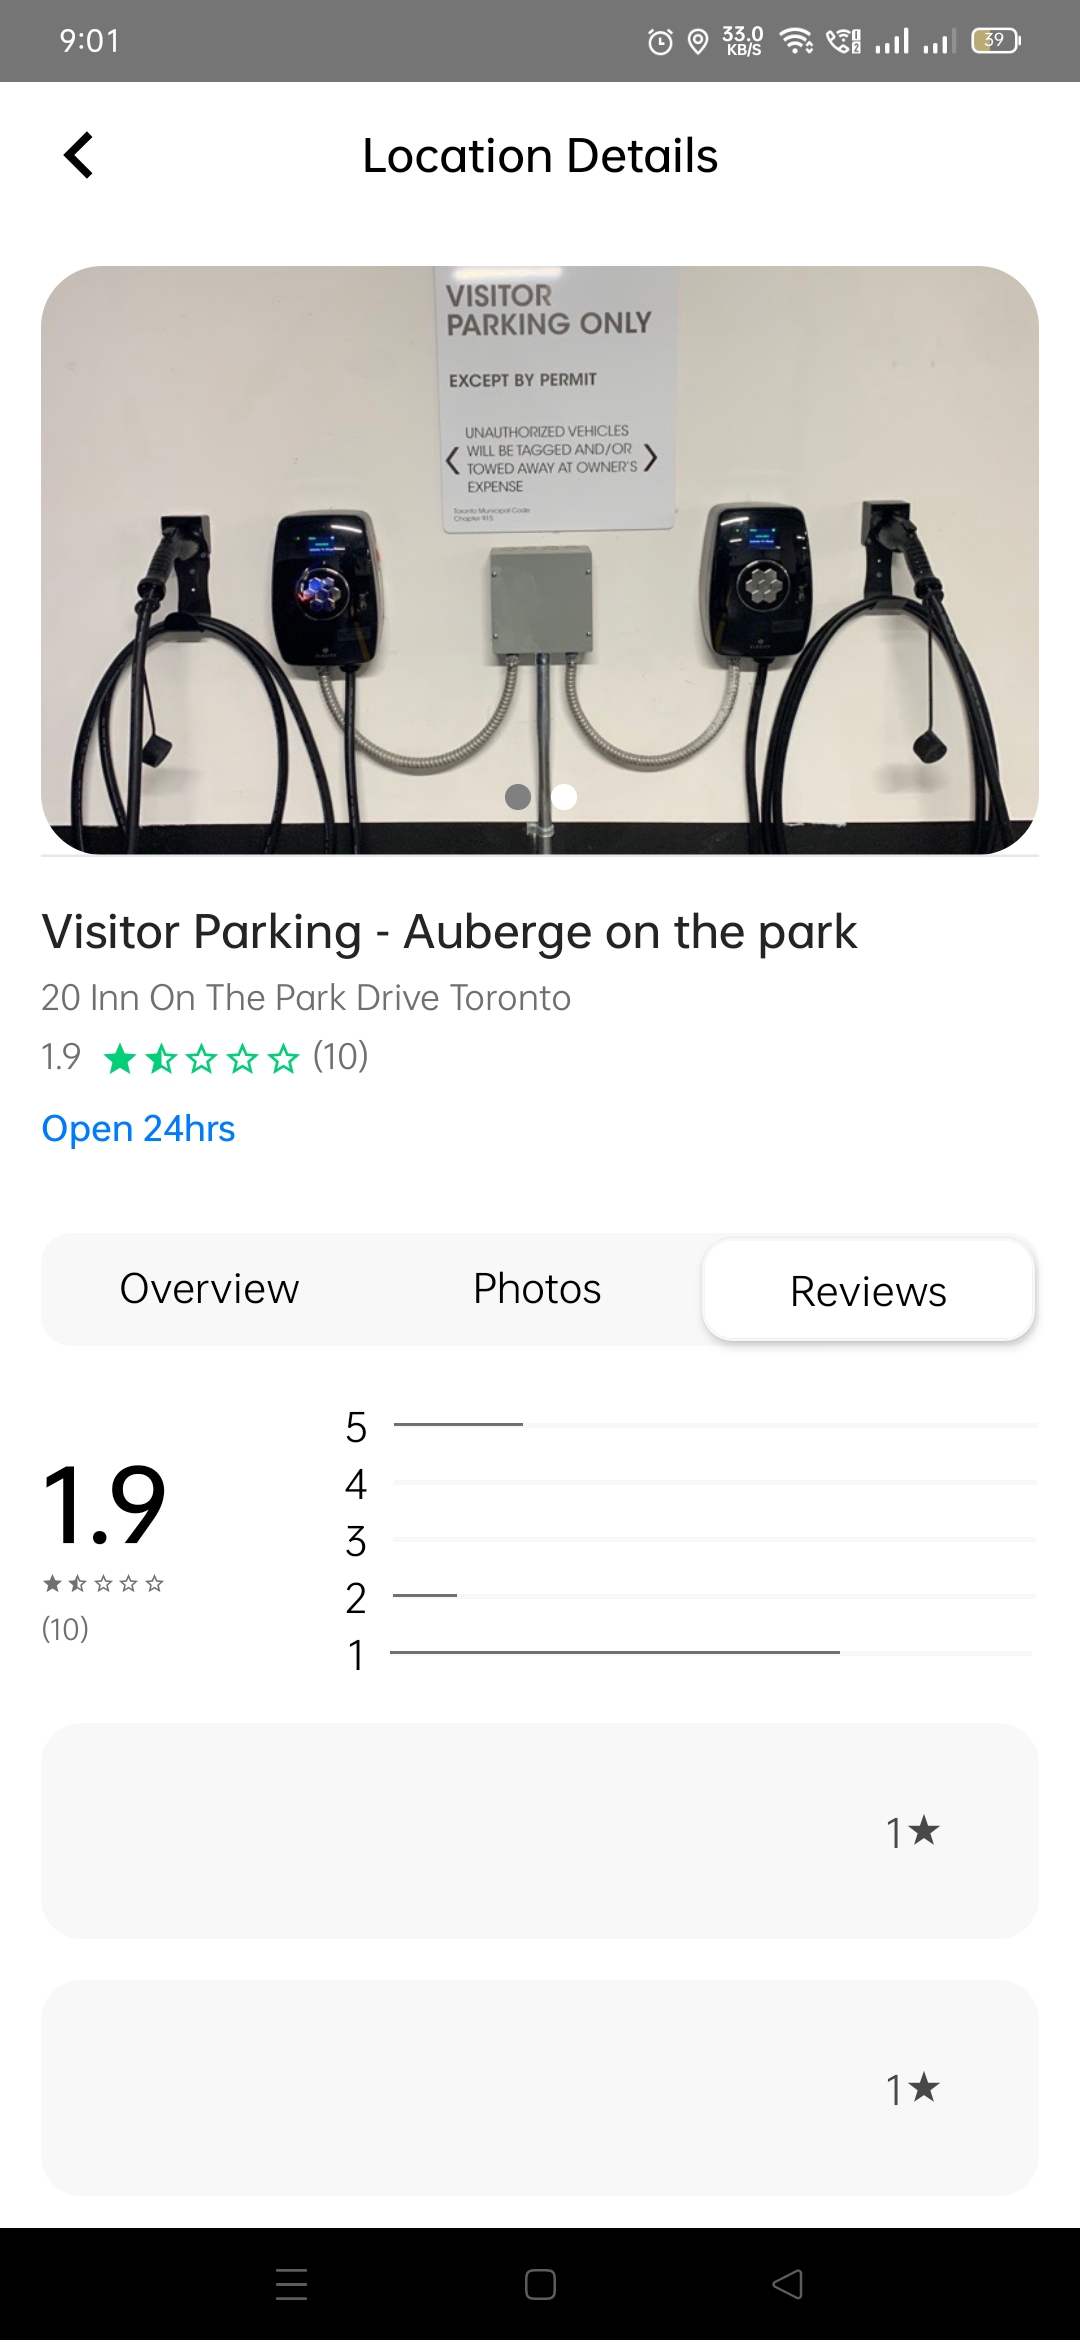 9:01
33.0
KB/S
39
Location Details
VISITOR
PARKING ONLY
EXCEPT BY PERMIT
UNAUTHORIZED VEHICLES
WILL BE TAGGED AND/OR
TOWED AWAY AT OWNER'S
EXPENSE
Toronto Municipal Code
Chapter 915
Visitor Parking - Auberge on the park
20 Inn On The Park Drive Toronto
1.9 (10)
Open 24hrs
Overview Photos Reviews
5
4
3
2
1
1.9
(10)
1★
1★